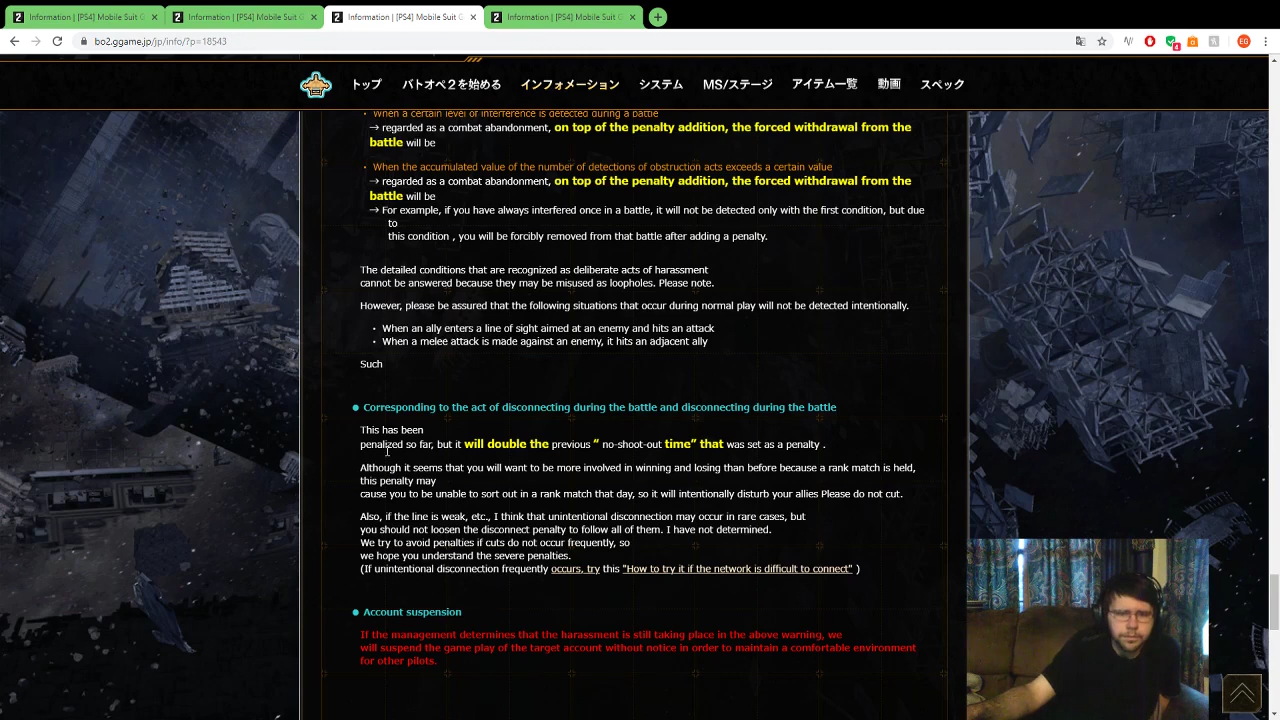 Information | [PS4] Mobile Suit G
Information | [PS4] Mobile Suit G
Information | [PS4] Mobile Suit G
Information | [PS4] Mobile Suit G
bo2.ggame.jp/jp/info/?p=18543
4
EG
トップ バトオペ２を始める インフォメーション システム MS/ステージ アイテム一覧 動画 スペック
・ When a certain level of interference is detected during a battle
→ regarded as a combat abandonment, on top of the penalty addition, the forced withdrawal from the
battle will be
・ When the accumulated value of the number of detections of obstruction acts exceeds a certain value
→ regarded as a combat abandonment, on top of the penalty addition, the forced withdrawal from the
battle will be
→ For example, if you have always interfered once in a battle, it will not be detected only with the first condition, but due
to
this condition , you will be forcibly removed from that battle after adding a penalty.
The detailed conditions that are recognized as deliberate acts of harassment
cannot be answered because they may be misused as loopholes. Please note.
However, please be assured that the following situations that occur during normal play will not be detected intentionally.
・ When an ally enters a line of sight aimed at an enemy and hits an attack
・ When a melee attack is made against an enemy, it hits an adjacent ally
Such
● Corresponding to the act of disconnecting during the battle and disconnecting during the battle
This has been
penalized so far, but it will double the previous “ no-shoot-out time” that was set as a penalty .
Although it seems that you will want to be more involved in winning and losing than before because a rank match is held,
this penalty may
cause you to be unable to sort out in a rank match that day, so it will intentionally disturb your allies Please do not cut.
Also, if the line is weak, etc., I think that unintentional disconnection may occur in rare cases, but
you should not loosen the disconnect penalty to follow all of them. I have not determined.
We try to avoid penalties if cuts do not occur frequently, so
we hope you understand the severe penalties.
(If unintentional disconnection frequently occurs, try this "How to try it if the network is difficult to connect" )
● Account suspension
If the management determines that the harassment is still taking place in the above warning, we
will suspend the game play of the target account without notice in order to maintain a comfortable environment
for other pilots.